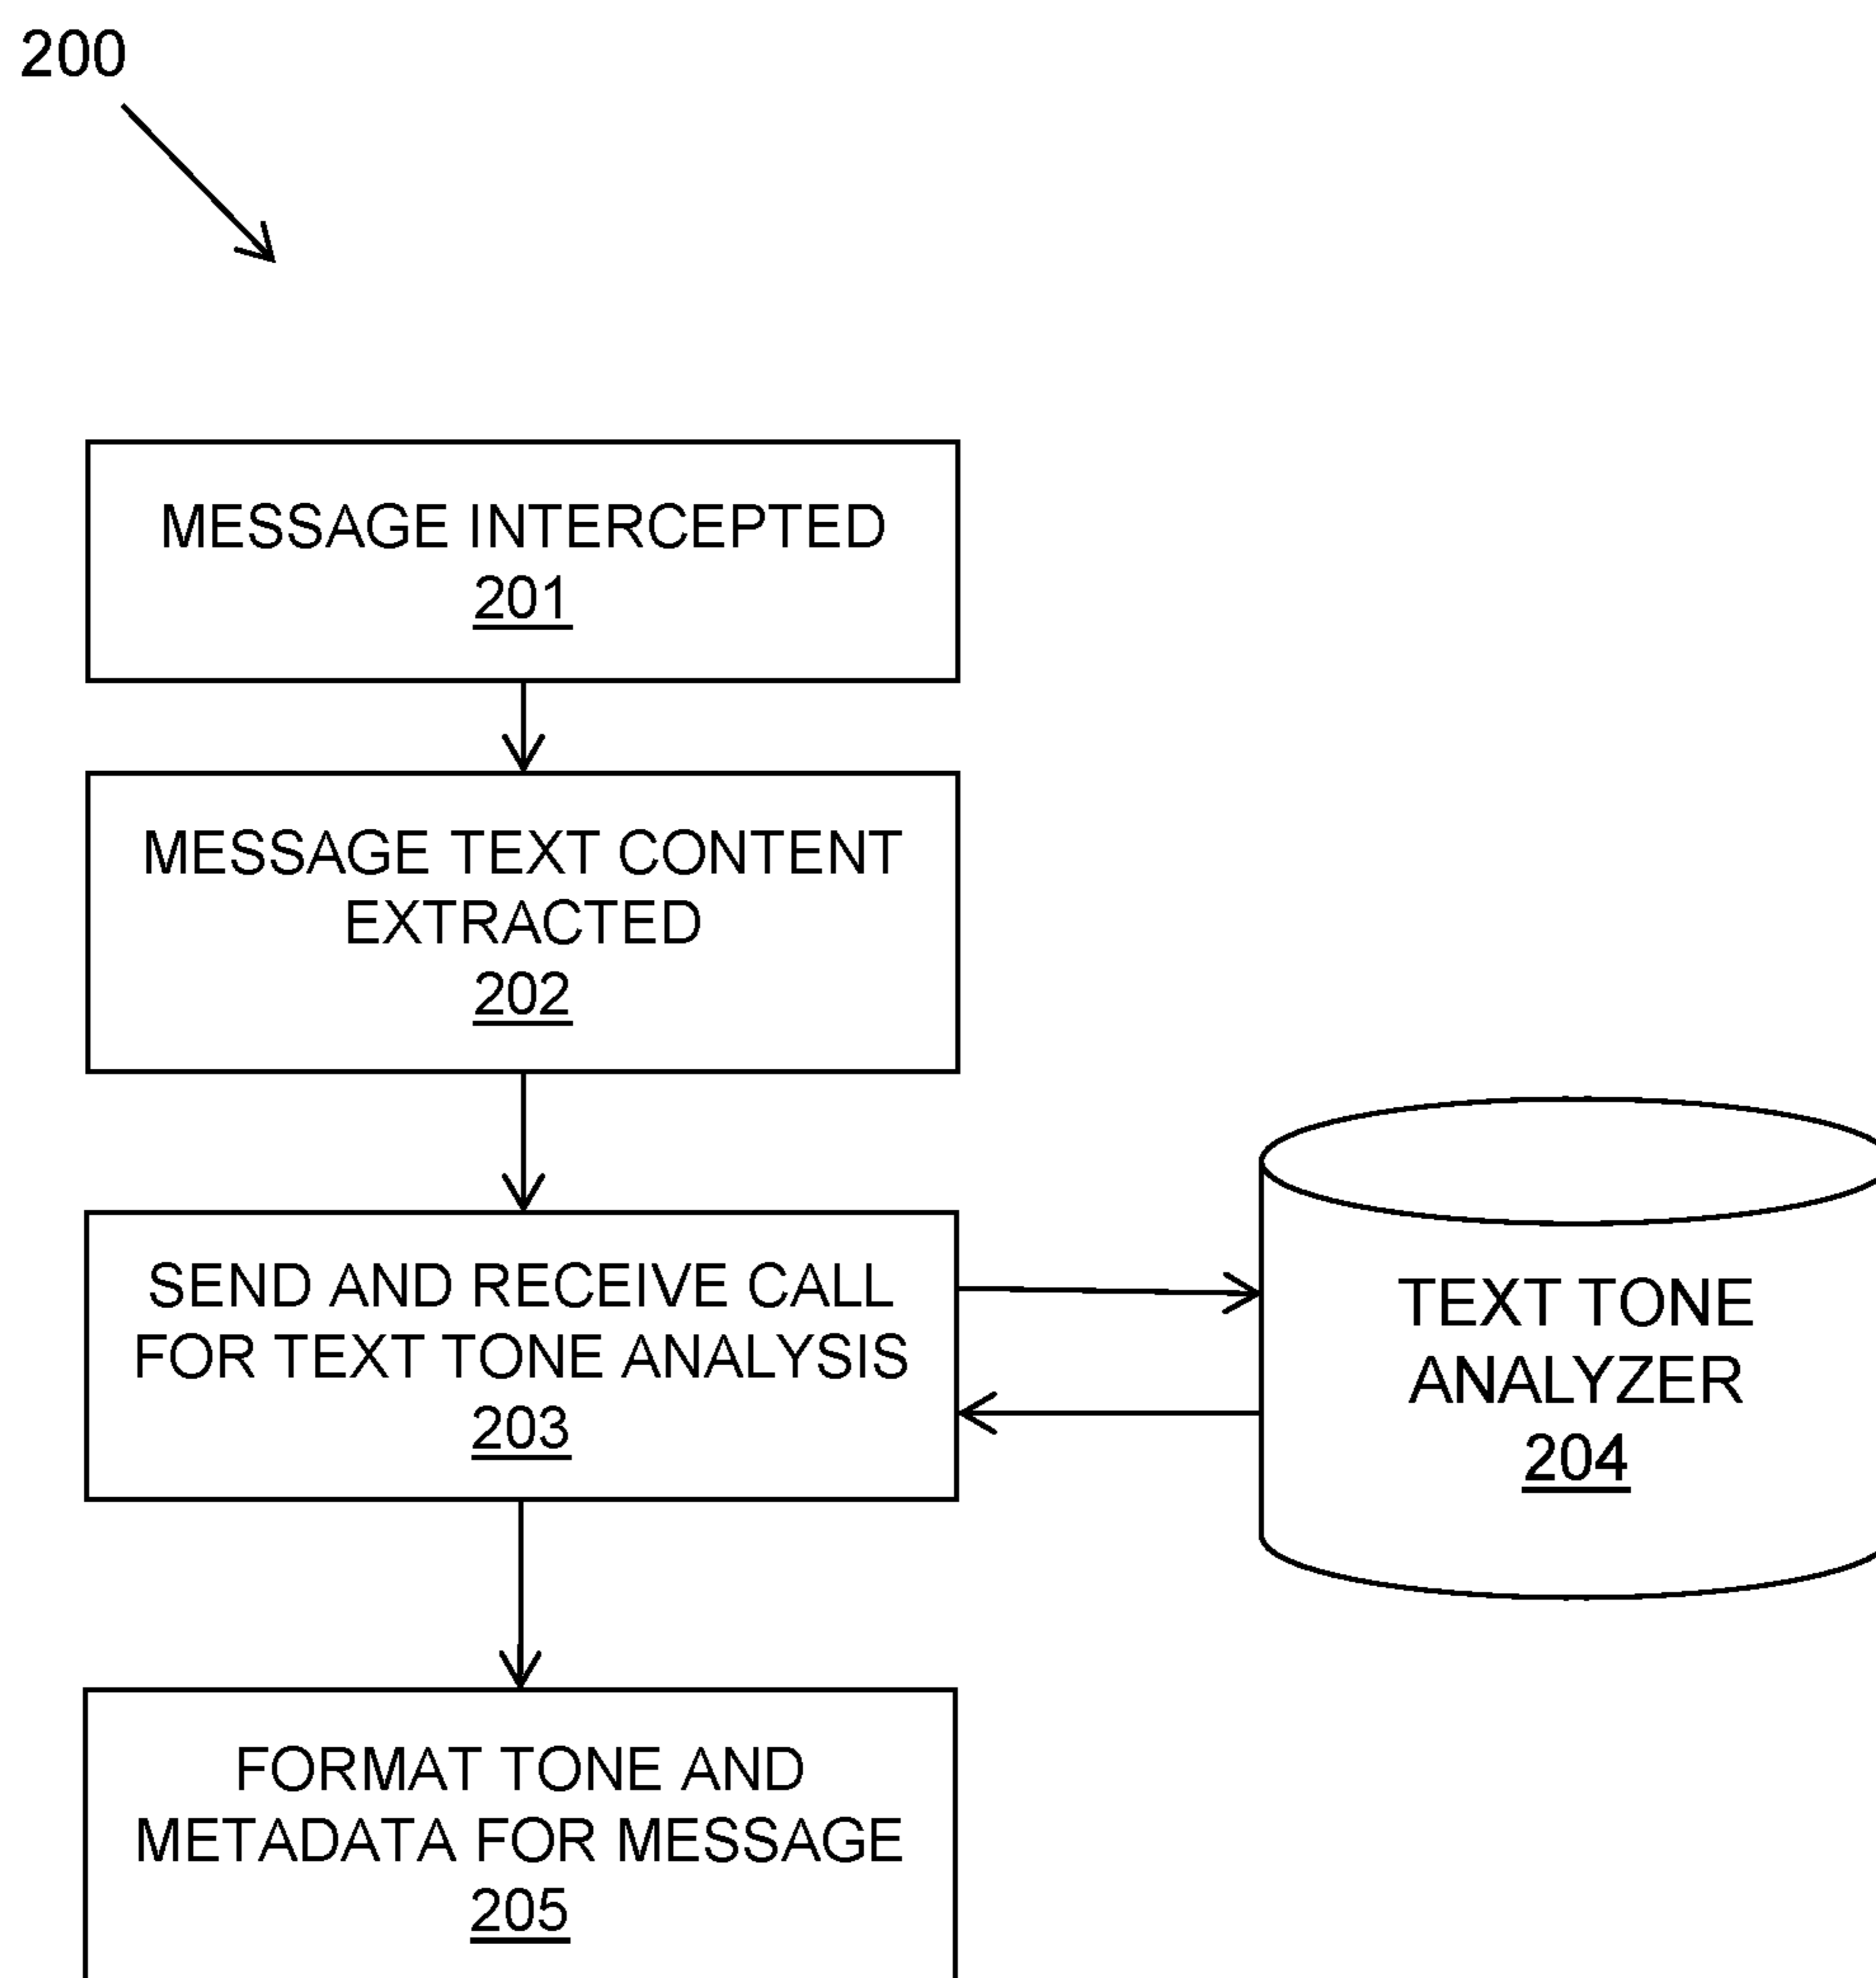 200
MESSAGE INTERCEPTED
201
MESSAGE TEXT CONTENT
EXTRACTED
202
SEND AND RECEIVE CALL
FOR TEXT TONE ANALYSIS
203
TEXT TONE
ANALYZER
204
FORMAT TONE AND
METADATA FOR MESSAGE
205